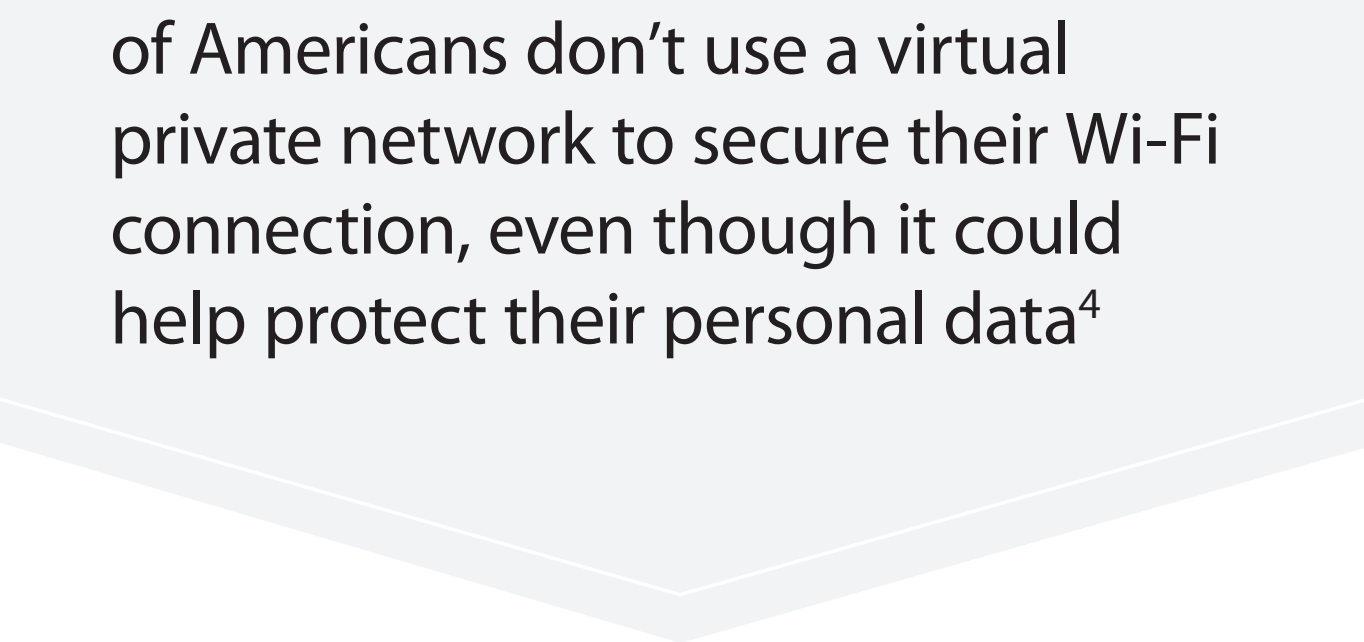 of Americans don’t use a virtual
private network to secure their Wi-Fi
connection, even though it could
help protect their personal data⁴